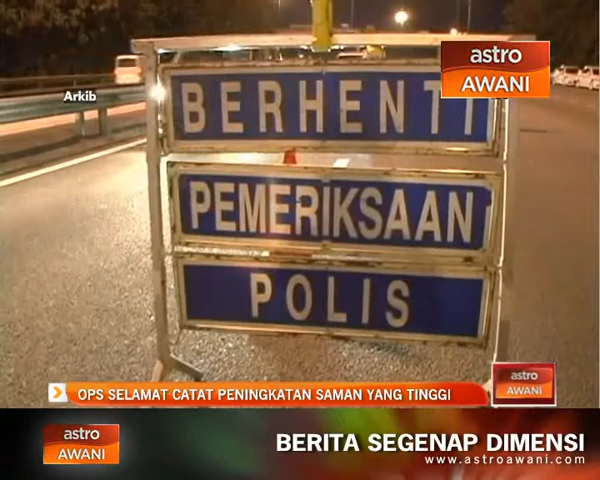 astro
AWANI
Arkib
BERHENTI
PEMERIKSAAN
POLIS
astro
AWANI
OPS SELAMAT CATAT PENINGKATAN SAMAN YANG TINGGI
astro
AWANI
BERITA SEGENAP DIMENSI
www.astroawani.com